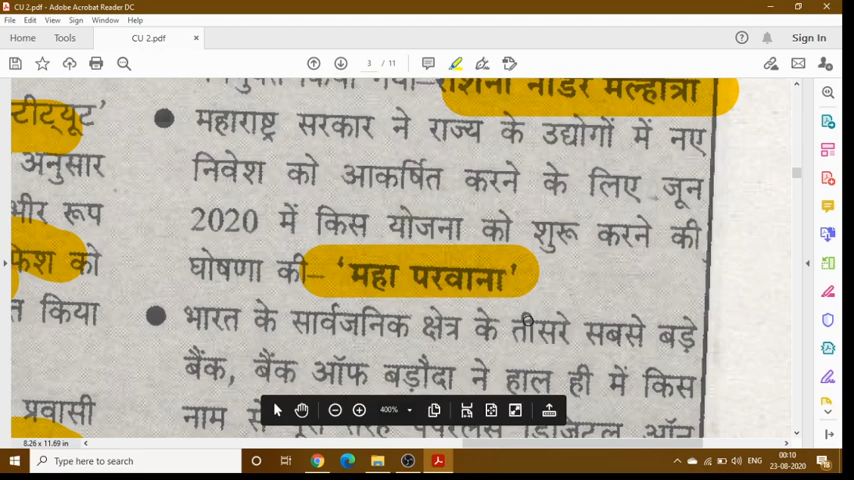 CU 2.pdf - Adobe Acrobat Reader DC
File Edit View Sign Window Help
Home Tools CU 2.pdf × Sign In
3 / 11
रोशनी नाडर मल्होत्रा
● महाराष्ट्र सरकार ने राज्य के उद्योगों में नए
निवेश को आकर्षित करने के लिए जून
2020 में किस योजना को शुरू करने की
घोषणा की– ‘महा परवाना’
● भारत के सार्वजनिक क्षेत्र के तीसरे सबसे बड़े
बैंक, बैंक ऑफ बड़ौदा ने हाल ही में किस
नाम से
टीट्यूट’
अनुसार
रूप
को
किया
प्रवासी
400%
8.26 x 11.69 in
Type here to search
00:10
23-08-2020